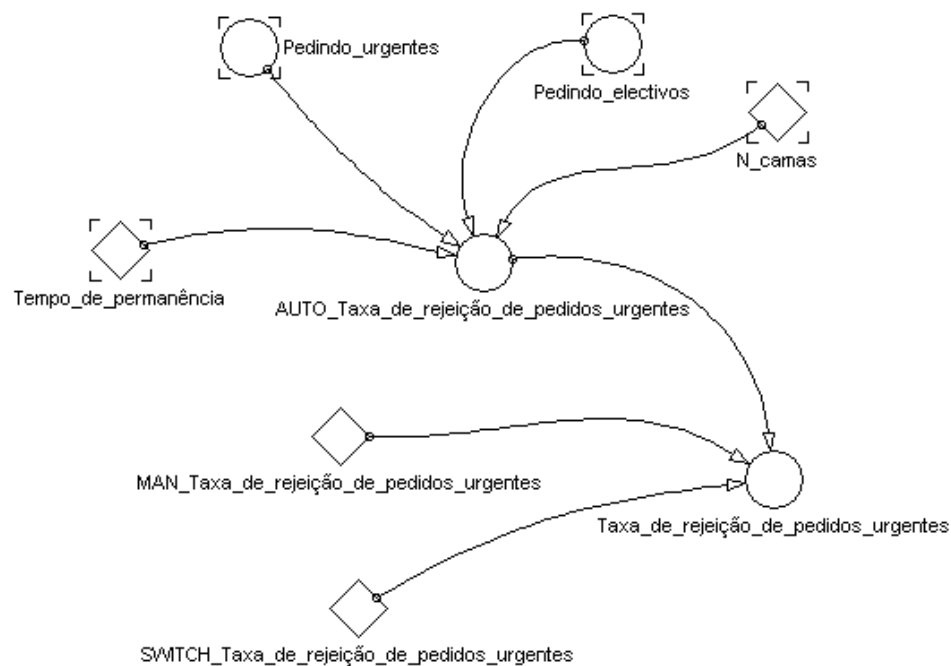 Pedindo_urgentes
Pedindo_electivos
N_camas
Tempo_de_permanência
AUTO_Taxa_de_rejeição_de_pedidos_urgentes
MAN_Taxa_de_rejeição_de_pedidos_urgentes
Taxa_de_rejeição_de_pedidos_urgentes
SWITCH_Taxa_de_rejeição_de_pedidos_urgentes